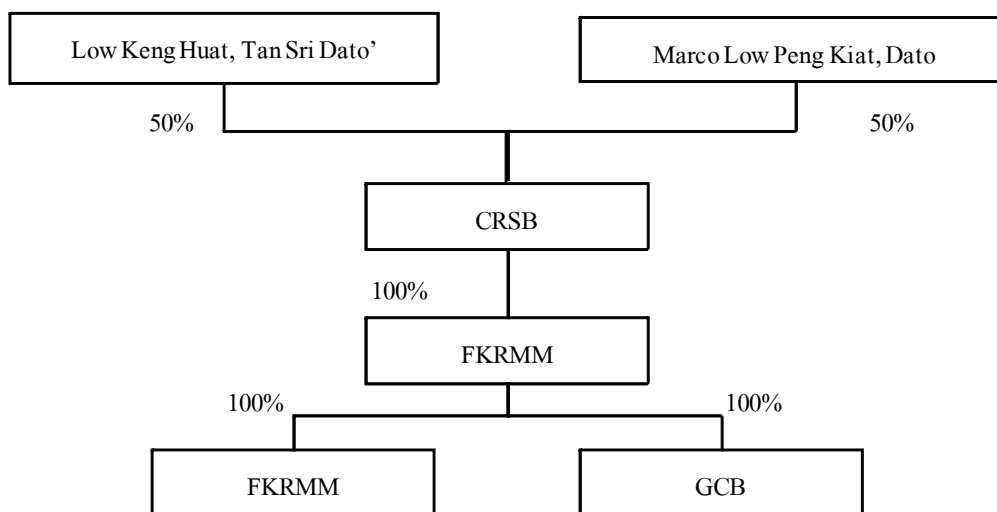 Low Keng Huat, Tan Sri Dato’
Marco Low Peng Kiat, Dato
50%
50%
CRSB
100%
FKRMM
100%
100%
FKRMM
GCB